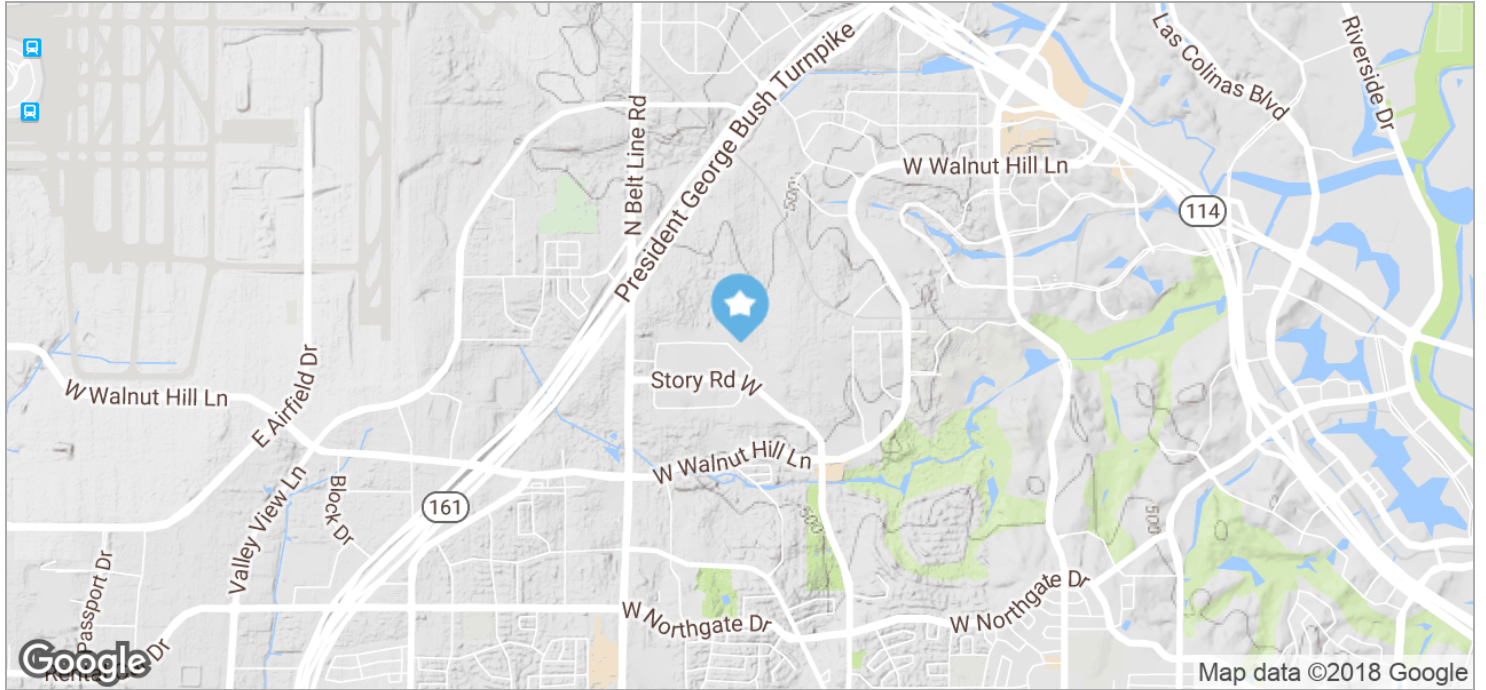 Las Colinas Blvd
Riverside Dr
President George Bush Turnpike
N Belt Line Rd
W Walnut Hill Ln
500
114
Story Rd W
W Walnut Hill Ln
E Airfield Dr
W Walnut Hill Ln
Valley View Ln
Block Dr
161
500
500
Passport Dr
W Northgate Dr
W Northgate Dr
Google
Map data ©2018 Google